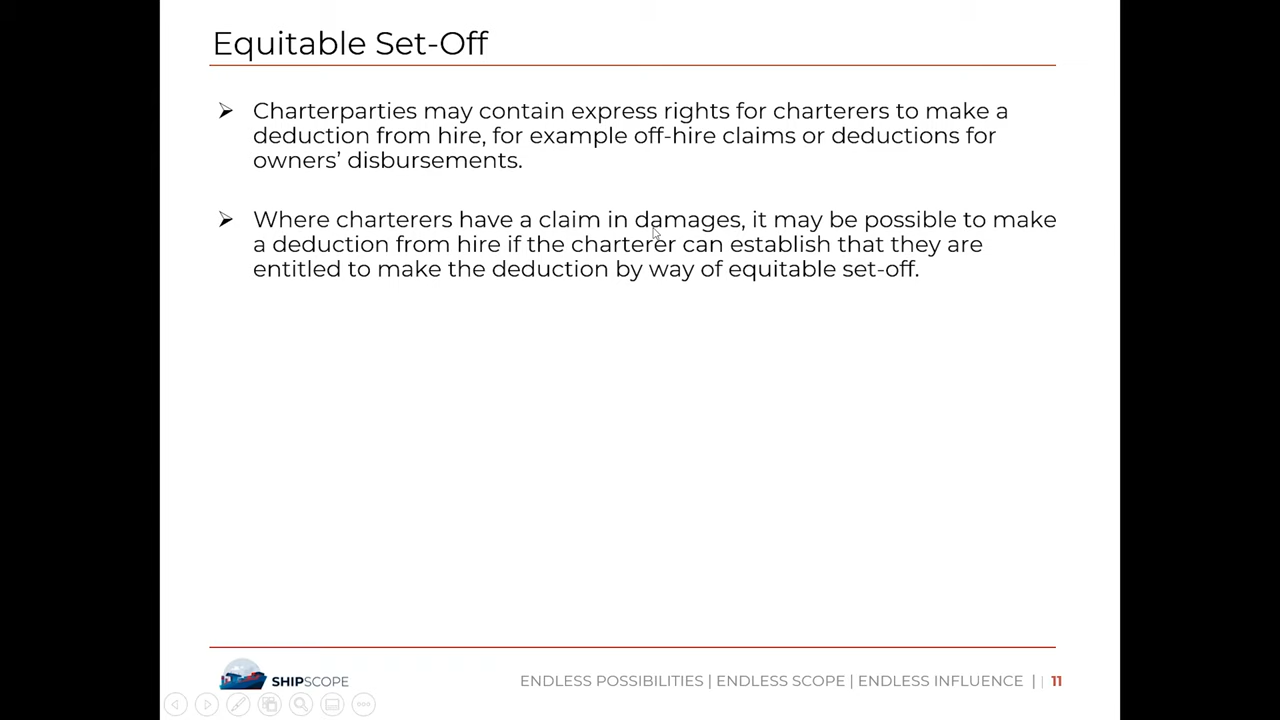 Equitable Set-Off
➢ Charterparties may contain express rights for charterers to make a
deduction from hire, for example off-hire claims or deductions for
owners’ disbursements.
➢ Where charterers have a claim in damages, it may be possible to make
a deduction from hire if the charterer can establish that they are
entitled to make the deduction by way of equitable set-off.
SHIPSCOPE
ENDLESS POSSIBILITIES | ENDLESS SCOPE | ENDLESS INFLUENCE | | 11